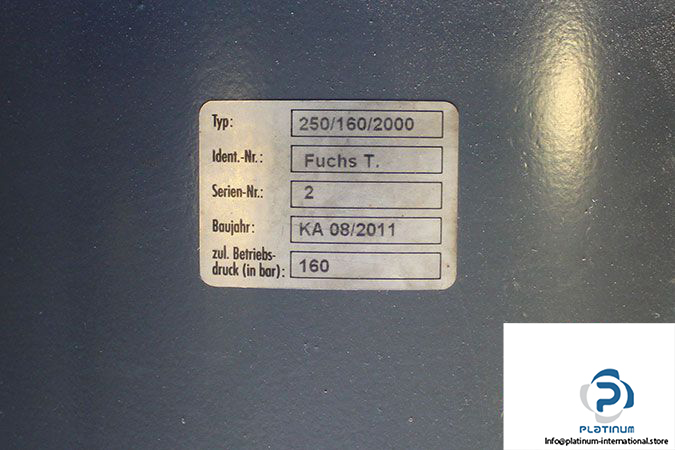 Typ: 250/160/2000
Ident.-Nr.: Fuchs T.
Serien-Nr.: 2
Baujahr: KA 08/2011
zul. Betriebs-
druck (in bar): 160
PLATINUM
Info@platinum-international.store